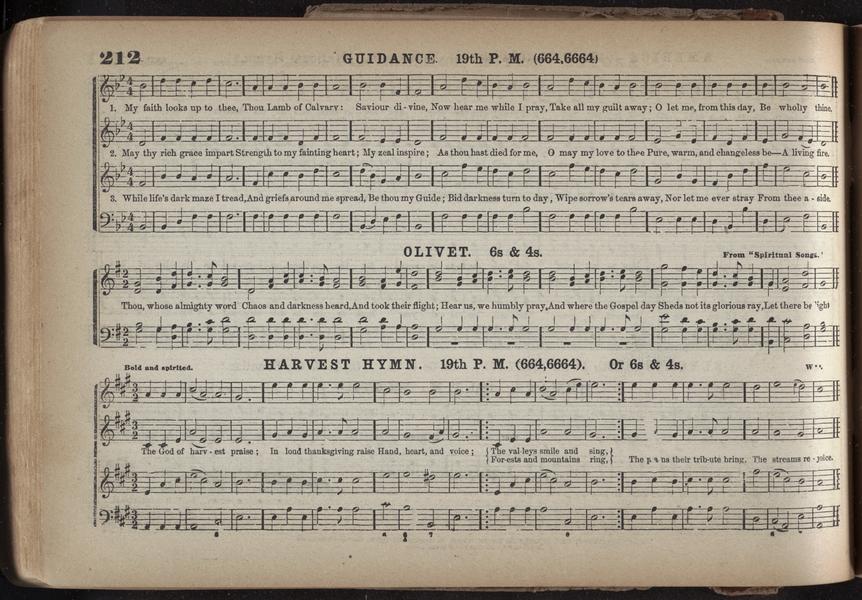 212
GUIDANCE. 19th P. M. (664,6664)
1. My faith looks up to thee, Thou Lamb of Calvary: Saviour di-vine, Now hear me while I pray, Take all my guilt away; O let me, from this day, Be wholly thine.
2. May thy rich grace impart Strength to my fainting heart; My zeal inspire; As thou hast died for me, O may my love to thee Pure, warm, and changeless be—A living fire.
3. While life's dark maze I tread, And griefs around me spread, Be thou my Guide; Bid darkness turn to day, Wipe sorrow's tears away, Nor let me ever stray From thee a-side.
OLIVET. 6s & 4s.
From "Spiritual Songs."
Thou, whose almighty word Chaos and darkness heard, And took their flight; Hear us, we humbly pray, And where the Gospel day Sheds not its glorious ray, Let there be light
Bold and spirited.
HARVEST HYMN. 19th P. M. (664,6664). Or 6s & 4s.
The God of harv-est praise; In loud thanksgiving raise Hand, heart, and voice; { The val-leys smile and sing, }
{ For-ests and mountains ring, } The their trib-ute bring, The streams re-joice.